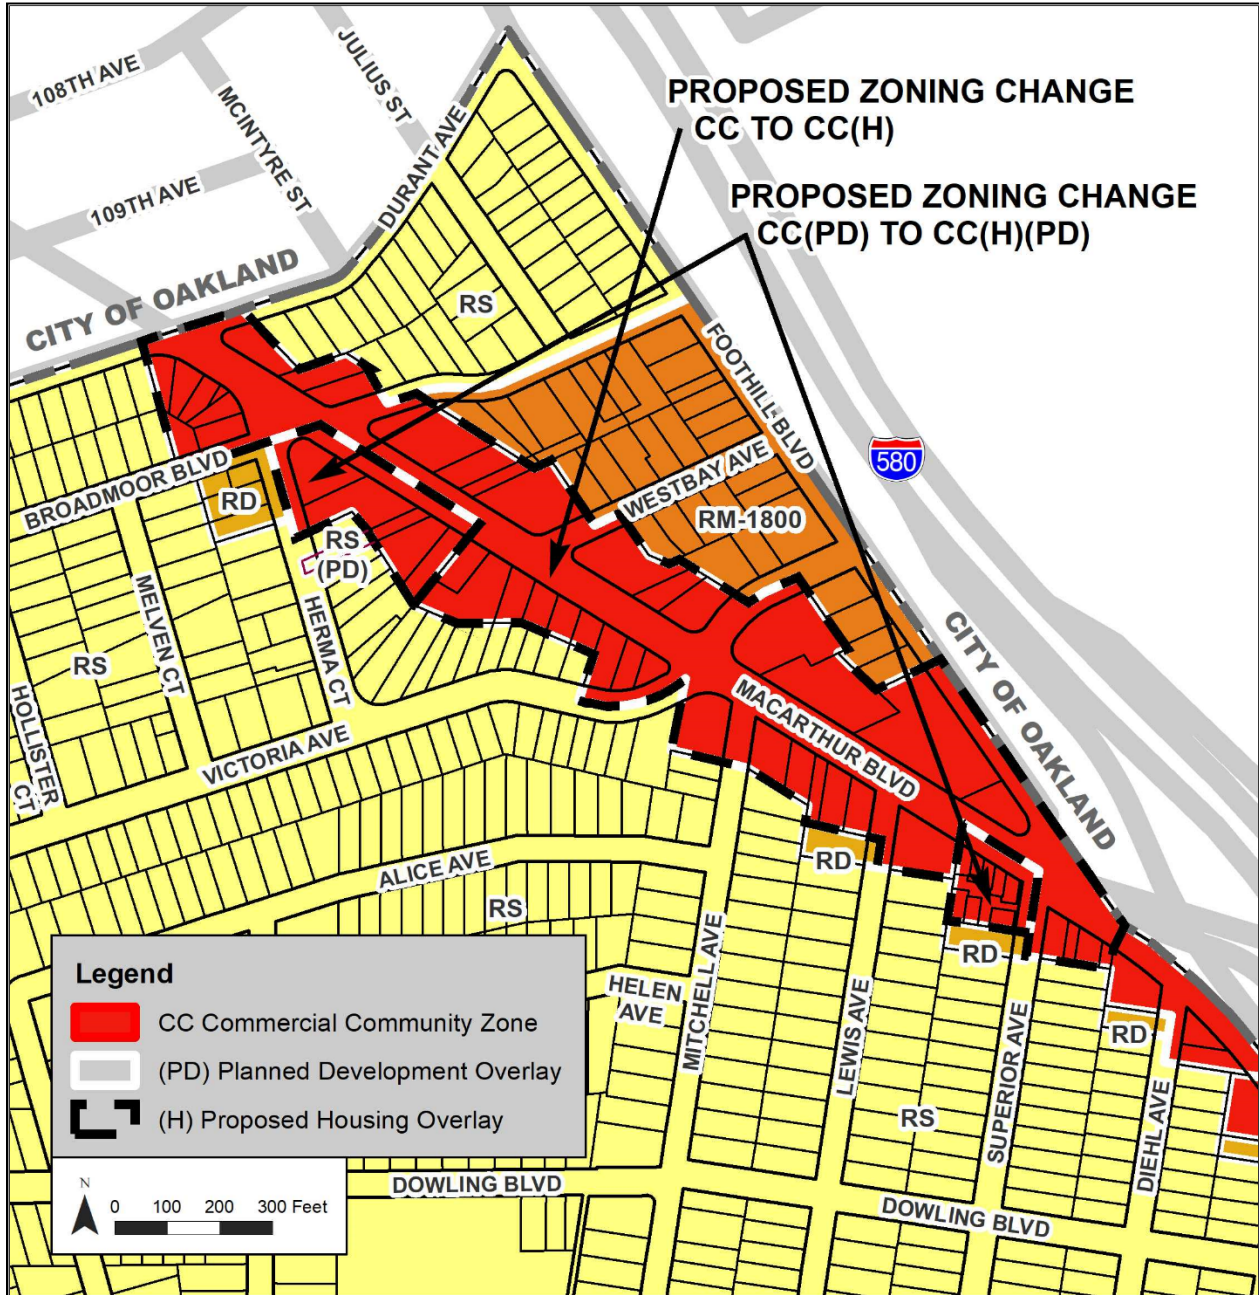 108TH AVE
JULIUS ST
MCINTYRE ST
PROPOSED ZONING CHANGE
CC TO CC(H)
DURANT AVE
109TH AVE
PROPOSED ZONING CHANGE
CC(PD) TO CC(H)(PD)
CITY OF OAKLAND
RS
FOOTHILL BLVD
580
BROADMOOR BLVD
WESTBAY AVE
RD
RM-1800
RS
(PD)
MELVEN CT
HERMA CT
RS
CITY OF OAKLAND
HOLLISTER
CT
MACARTHUR BLVD
VICTORIA AVE
RD
ALICE AVE
RS
RD
MITCHELL AVE
HELEN
AVE
LEWIS AVE
SUPERIOR AVE
RD
RS
DIEHL AVE
Legend
CC Commercial Community Zone
(PD) Planned Development Overlay
(H) Proposed Housing Overlay
DOWLING BLVD
DOWLING BLVD
N
0 100 200 300 Feet